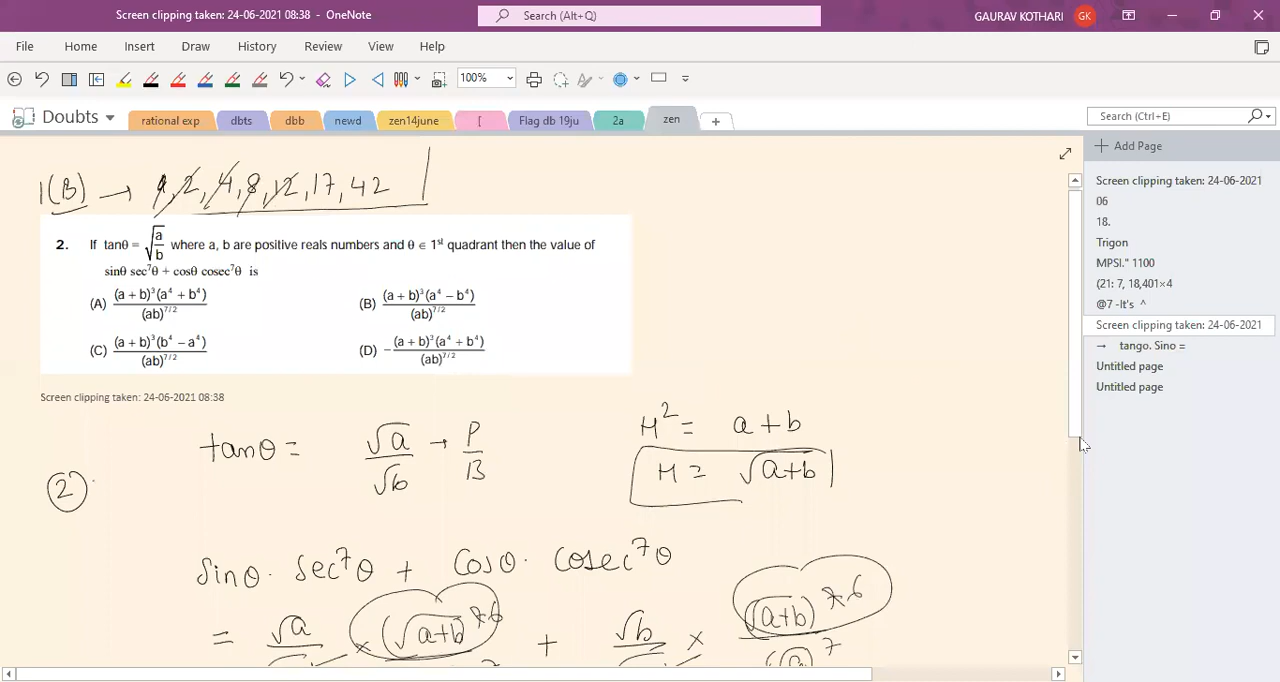 Screen clipping taken: 24-06-2021 08:38 - OneNote
Search (Alt+Q)
GAURAV KOTHARI GK
File Home Insert Draw History Review View Help
100%
Doubts rational exp dbts dbb newd zen14june [ Flag db 19ju 2a zen +
Search (Ctrl+E)
Add Page
Screen clipping taken: 24-06-2021
06
18.
Trigon
MPSI." 1100
(21: 7, 18,401×4
@7 -It's ^
Screen clipping taken: 24-06-2021
→ tango. Sino =
Untitled page
Untitled page
1(B) → 1, 2, 4, 8, 12, 17, 42
2. If tanθ = √(a/b) where a, b are positive reals numbers and θ ∈ 1st quadrant then the value of
sinθ sec⁷θ + cosθ cosec⁷θ is
(A) (a + b)³(a⁴ + b⁴) / (ab)^7/2 (B) (a + b)³(a⁴ − b⁴) / (ab)^7/2
(C) (a + b)³(b⁴ − a⁴) / (ab)^7/2 (D) −(a + b)³(a⁴ + b⁴) / (ab)^7/2
Screen clipping taken: 24-06-2021 08:38
tanθ = √a/√b → P/B H² = a+b
(2) H = √(a+b)
sinθ· sec⁷θ + cosθ· cosec⁷θ
= √a × (√(a+b) 6 + √b × √(a+b) 6